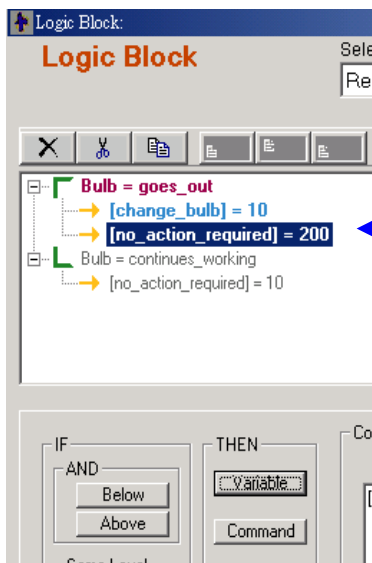 Logic Block:
Logic Block
Sele
Re
Bulb = goes_out
[change_bulb] = 10
[no_action_required] = 200
Bulb = continues_working
[no_action_required] = 10
IF
THEN
Co
AND
Below
Above
Variable
Command